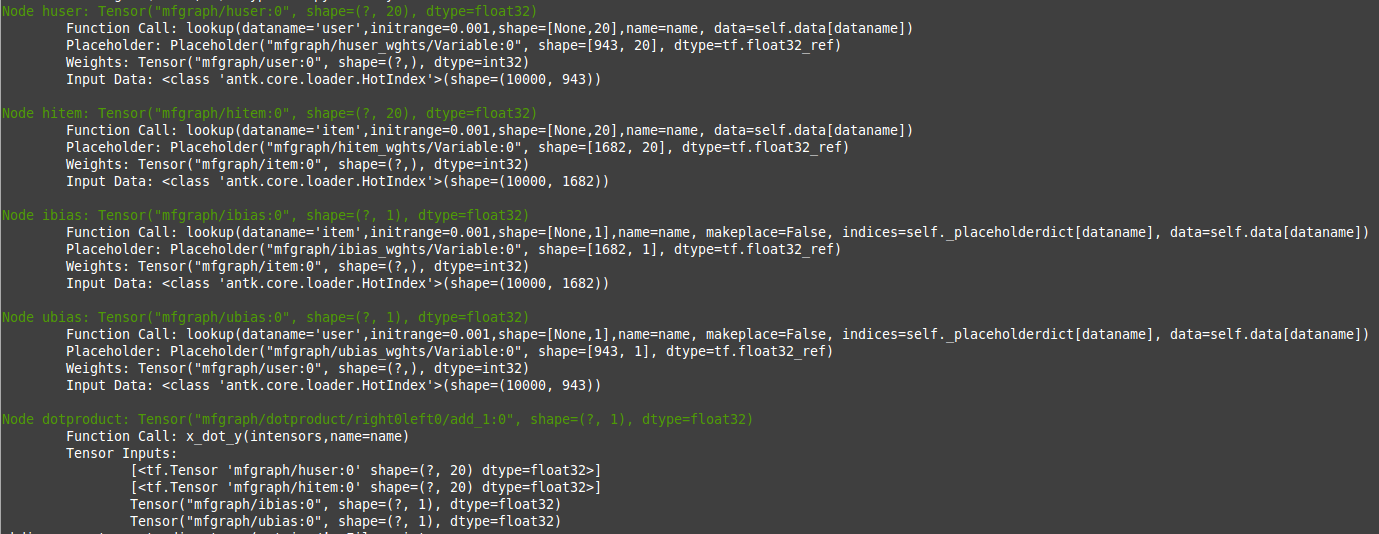 Node huser: Tensor("mfgraph/huser:0", shape=(?, 20), dtype=float32)
Function Call: lookup(dataname='user',initrange=0.001,shape=[None,20],name=name, data=self.data[dataname])
Placeholder: Placeholder("mfgraph/huser_wghts/Variable:0", shape=[943, 20], dtype=tf.float32_ref)
Weights: Tensor("mfgraph/user:0", shape=(?,), dtype=int32)
Input Data: <class 'antk.core.loader.HotIndex'>(shape=(10000, 943))
Node hitem: Tensor("mfgraph/hitem:0", shape=(?, 20), dtype=float32)
Function Call: lookup(dataname='item',initrange=0.001,shape=[None,20],name=name, data=self.data[dataname])
Placeholder: Placeholder("mfgraph/hitem_wghts/Variable:0", shape=[1682, 20], dtype=tf.float32_ref)
Weights: Tensor("mfgraph/item:0", shape=(?,), dtype=int32)
Input Data: <class 'antk.core.loader.HotIndex'>(shape=(10000, 1682))
Node ibias: Tensor("mfgraph/ibias:0", shape=(?, 1), dtype=float32)
Function Call: lookup(dataname='item',initrange=0.001,shape=[None,1],name=name, makeplace=False, indices=self._placeholderdict[dataname], data=self.data[dataname])
Placeholder: Placeholder("mfgraph/ibias_wghts/Variable:0", shape=[1682, 1], dtype=tf.float32_ref)
Weights: Tensor("mfgraph/item:0", shape=(?,), dtype=int32)
Input Data: <class 'antk.core.loader.HotIndex'>(shape=(10000, 1682))
Node ubias: Tensor("mfgraph/ubias:0", shape=(?, 1), dtype=float32)
Function Call: lookup(dataname='user',initrange=0.001,shape=[None,1],name=name, makeplace=False, indices=self._placeholderdict[dataname], data=self.data[dataname])
Placeholder: Placeholder("mfgraph/ubias_wghts/Variable:0", shape=[943, 1], dtype=tf.float32_ref)
Weights: Tensor("mfgraph/user:0", shape=(?,), dtype=int32)
Input Data: <class 'antk.core.loader.HotIndex'>(shape=(10000, 943))
Node dotproduct: Tensor("mfgraph/dotproduct/right0left0/add_1:0", shape=(?, 1), dtype=float32)
Function Call: x_dot_y(intensors,name=name)
Tensor Inputs:
[<tf.Tensor 'mfgraph/huser:0' shape=(?, 20) dtype=float32>]
[<tf.Tensor 'mfgraph/hitem:0' shape=(?, 20) dtype=float32>]
Tensor("mfgraph/ibias:0", shape=(?, 1), dtype=float32)
Tensor("mfgraph/ubias:0", shape=(?, 1), dtype=float32)